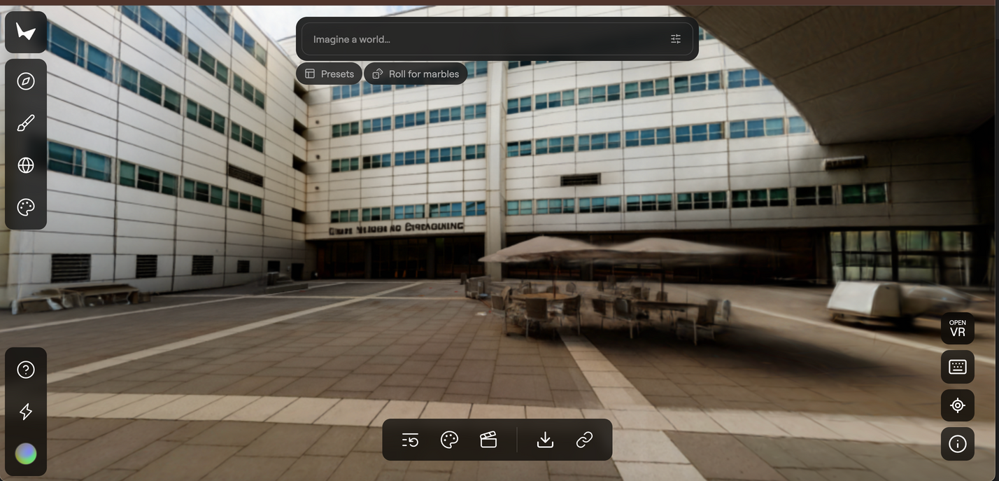 Imagine a world...
Presets
Roll for marbles
OPEN
VR